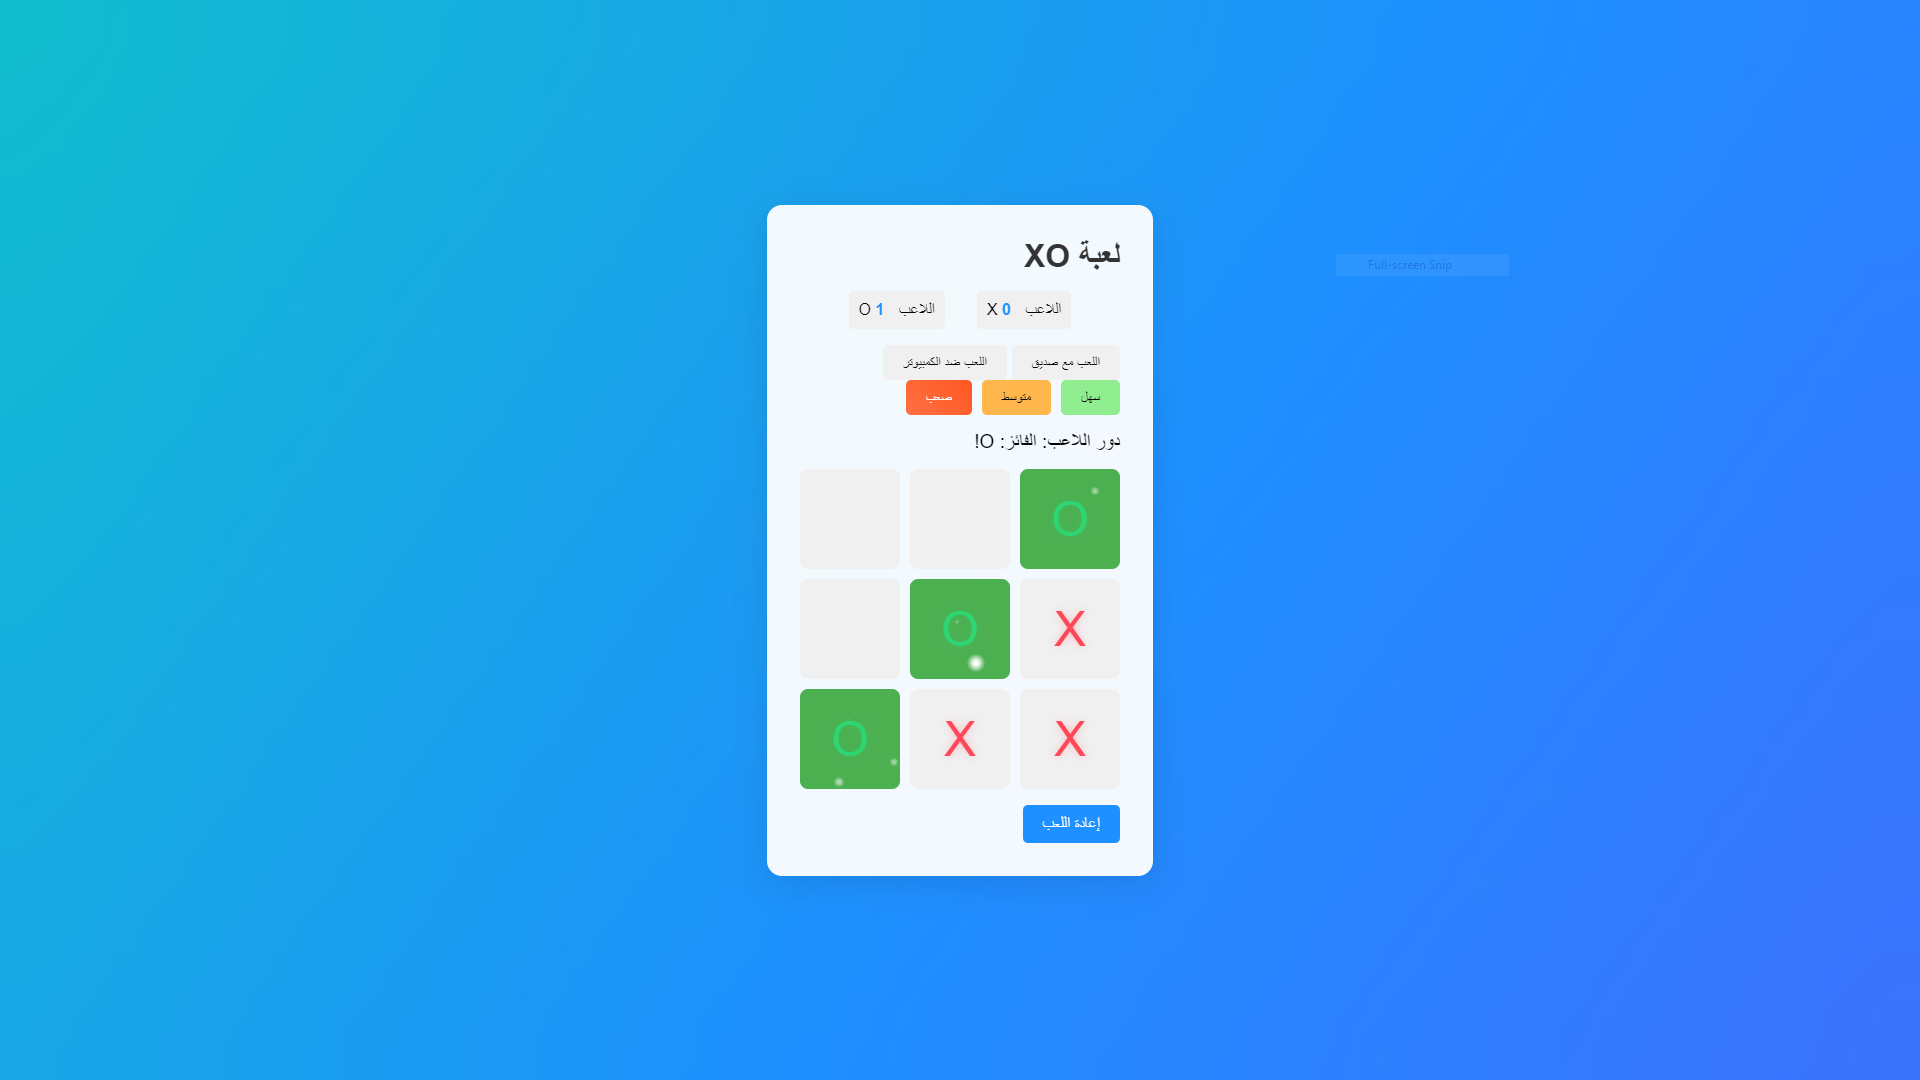 لعبة XO
اللاعب X 0
اللاعب O 1
Full-screen Snip
اللعب مع صديق
اللعب ضد الكمبيوتر
سهل
متوسط
صعب
دور اللاعب: الفائز: O!
O
X
O
X
X
O
إعادة اللعب